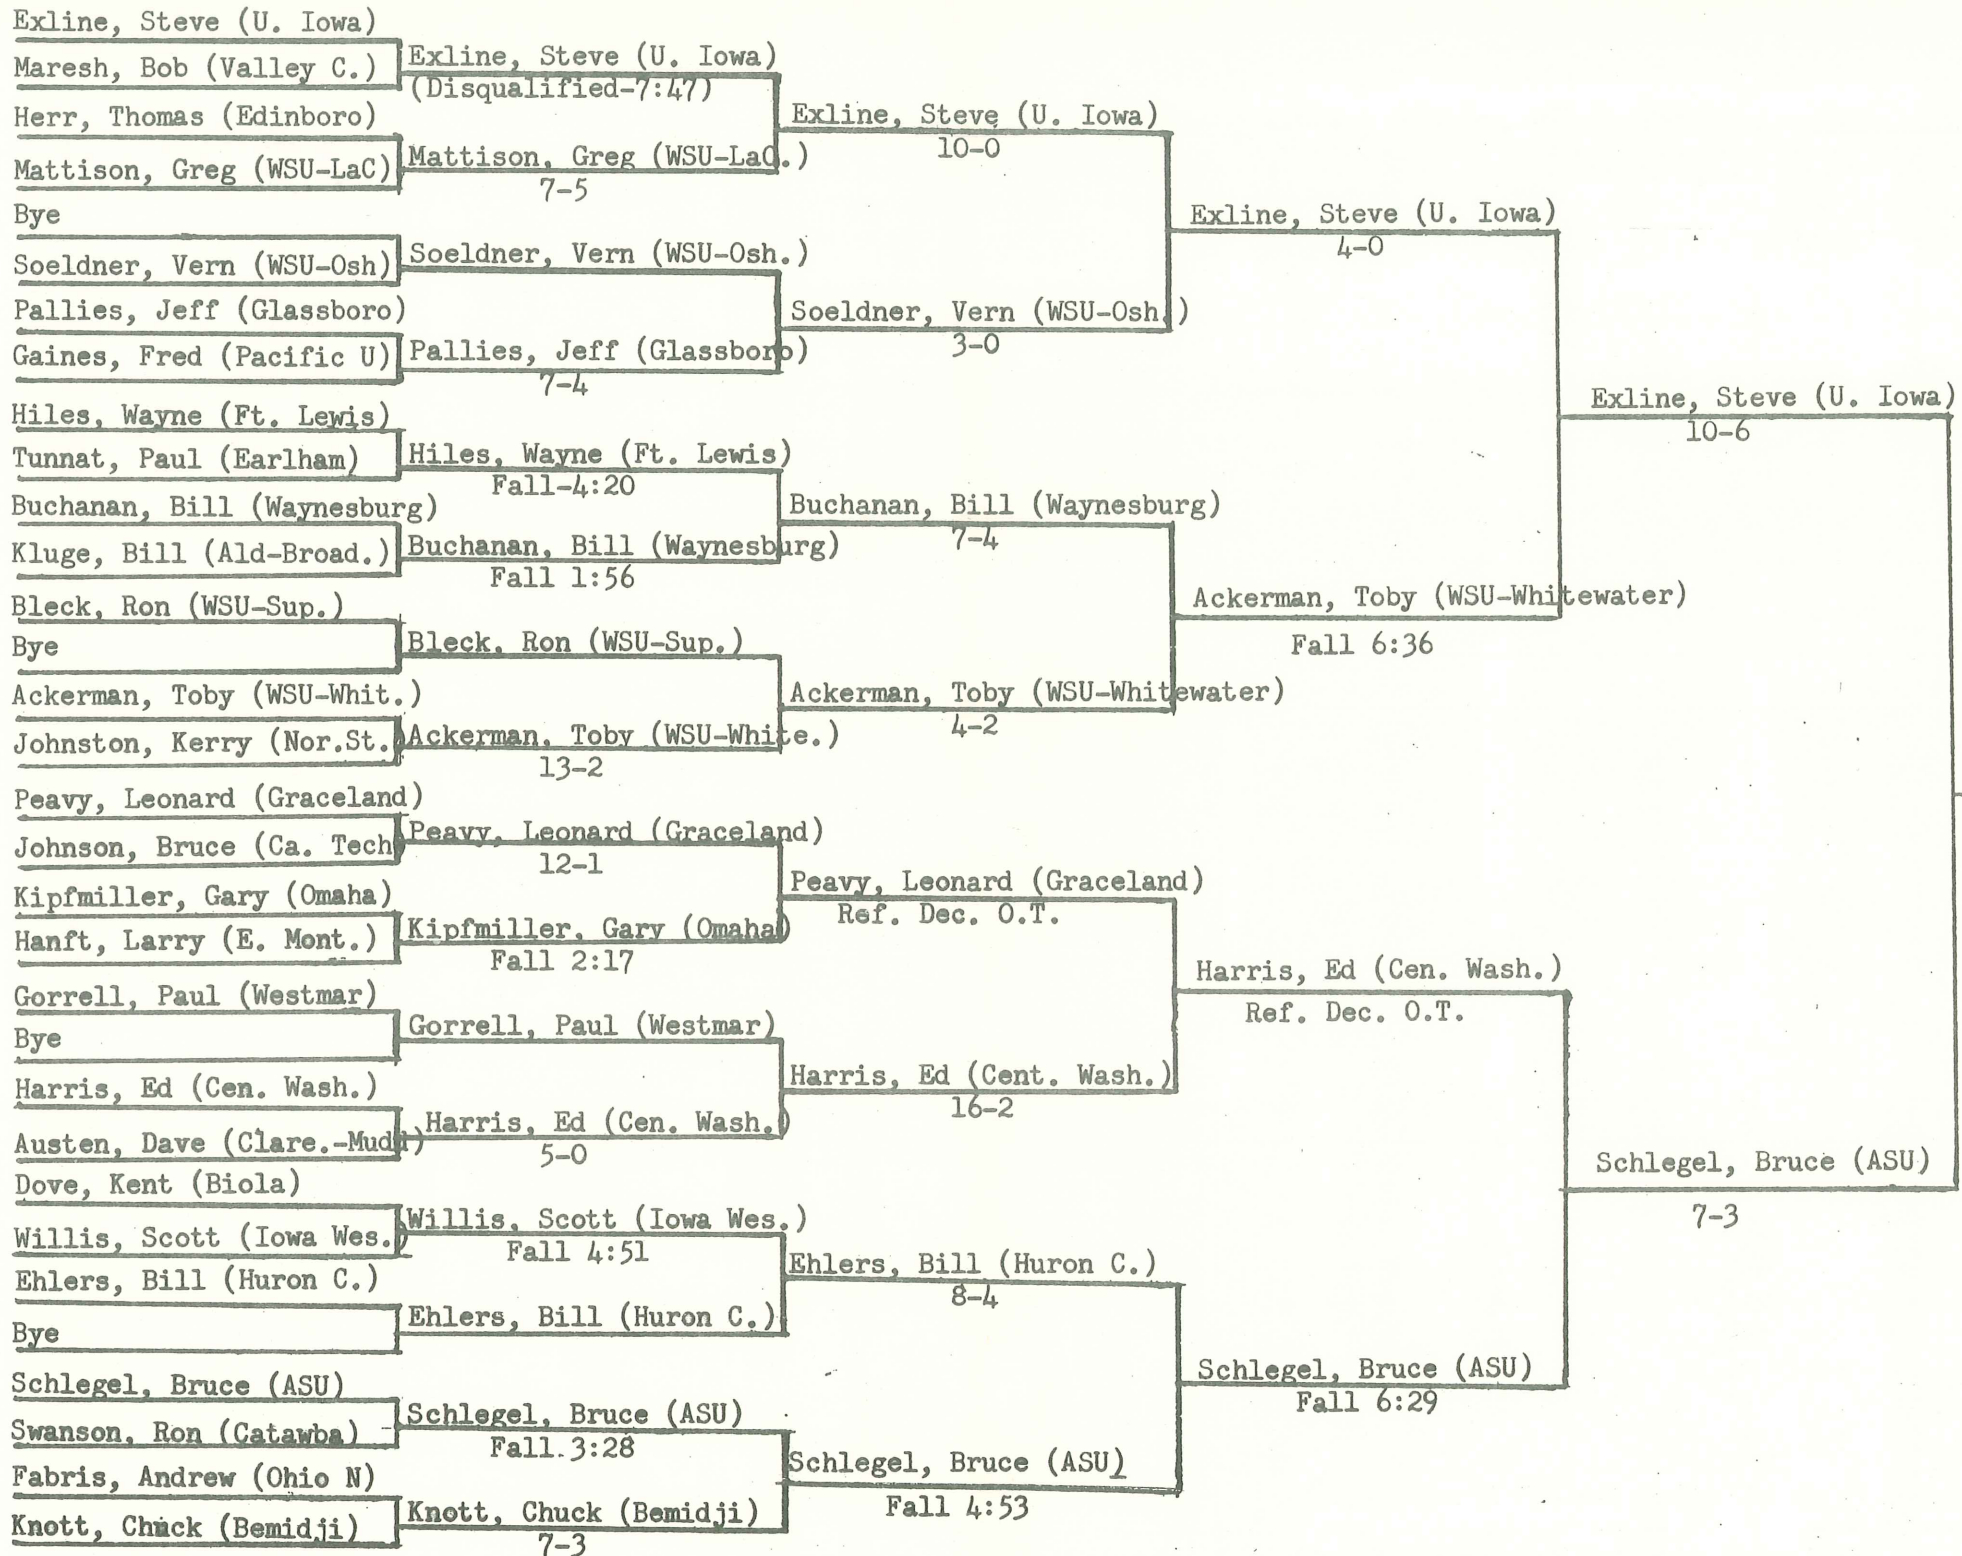 Exline, Steve (U. Iowa)
Maresh, Bob (Valley C.)
Herr, Thomas (Edinboro)
Mattison, Greg (WSU-LaC)
Bye
Soeldner, Vern (WSU-Osh)
Pallies, Jeff (Glassboro)
Gaines, Fred (Pacific U)
Hiles, Wayne (Ft. Lewis)
Tunnat, Paul (Earlham)
Buchanan, Bill (Waynesburg)
Kluge, Bill (Ald-Broad.)
Bleck, Ron (WSU-Sup.)
Bye
Ackerman, Toby (WSU-Whit.)
Johnston, Kerry (Nor.St.)
Peavy, Leonard (Graceland)
Johnson, Bruce (Ca. Tech)
Kipfmiller, Gary (Omaha)
Hanft, Larry (E. Mont.)
Gorrell, Paul (Westmar)
Bye
Harris, Ed (Cen. Wash.)
Austen, Dave (Clare.-Mudd)
Dove, Kent (Biola)
Willis, Scott (Iowa Wes.)
Ehlers, Bill (Huron C.)
Bye
Schlegel, Bruce (ASU)
Swanson, Ron (Catawba)
Fabris, Andrew (Ohio N)
Knott, Chuck (Bemidji)
Exline, Steve (U. Iowa)
(Disqualified-7:47)
Mattison, Greg (WSU-LaC.)
7-5
Soeldner, Vern (WSU-Osh.)
Pallies, Jeff (Glassboro)
7-4
Hiles, Wayne (Ft. Lewis)
Fall-4:20
Buchanan, Bill (Waynesburg)
Fall 1:56
Bleck, Ron (WSU-Sup.)
Ackerman, Toby (WSU-White.)
13-2
Peavy, Leonard (Graceland)
12-1
Kipfmiller, Gary (Omaha)
Fall 2:17
Gorrell, Paul (Westmar)
Harris, Ed (Cen. Wash.)
5-0
Willis, Scott (Iowa Wes.)
Fall 4:51
Ehlers, Bill (Huron C.)
Schlegel, Bruce (ASU)
Fall 3:28
Knott, Chuck (Bemidji)
7-3
Exline, Steve (U. Iowa)
10-0
Soeldner, Vern (WSU-Osh.)
3-0
Buchanan, Bill (Waynesburg)
7-4
Ackerman, Toby (WSU-Whitewater)
4-2
Peavy, Leonard (Graceland)
Ref. Dec. O.T.
Harris, Ed (Cent. Wash.)
16-2
Ehlers, Bill (Huron C.)
8-4
Schlegel, Bruce (ASU)
Fall 4:53
Exline, Steve (U. Iowa)
4-0
Ackerman, Toby (WSU-Whitewater)
Fall 6:36
Harris, Ed (Cen. Wash.)
Ref. Dec. O.T.
Schlegel, Bruce (ASU)
Fall 6:29
Exline, Steve (U. Iowa)
10-6
Schlegel, Bruce (ASU)
7-3